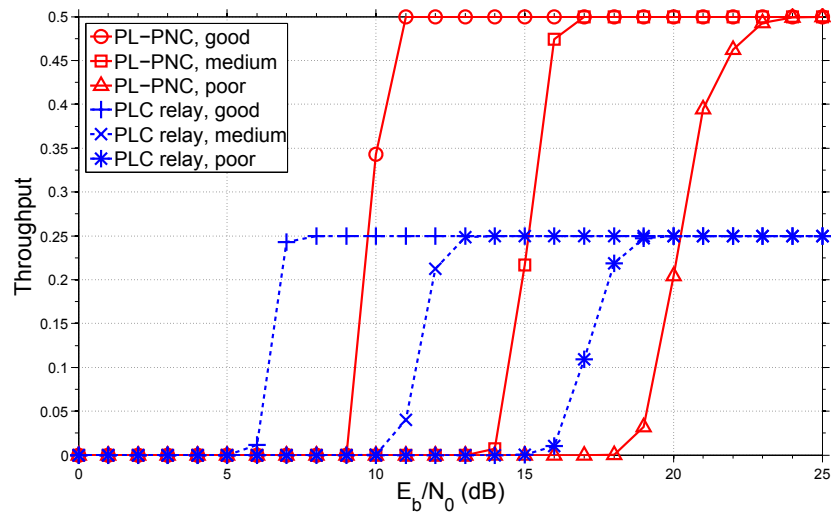 0.5
0.45
0.4
0.35
0.3
0.25
0.2
0.15
0.1
0.05
0
Throughput
PL−PNC, good
PL−PNC, medium
PL−PNC, poor
PLC relay, good
PLC relay, medium
PLC relay, poor
0 5 10 15 20 25
E_b/N_0 (dB)